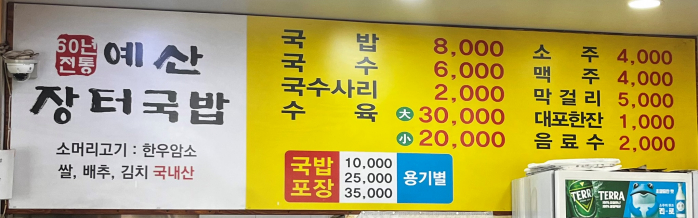 60년
전통
예산
장터국밥
소머리고기 : 한우암소
쌀, 배추, 김치 국내산
국 밥 8,000
국 수 6,000
국수사리 2,000
수 육 大 30,000
小 20,000
국밥
포장
10,000
25,000
35,000
용기별
소 주 4,000
맥 주 4,000
막 걸 리 5,000
대포한잔 1,000
음 료 수 2,000
TERRA
TERRA